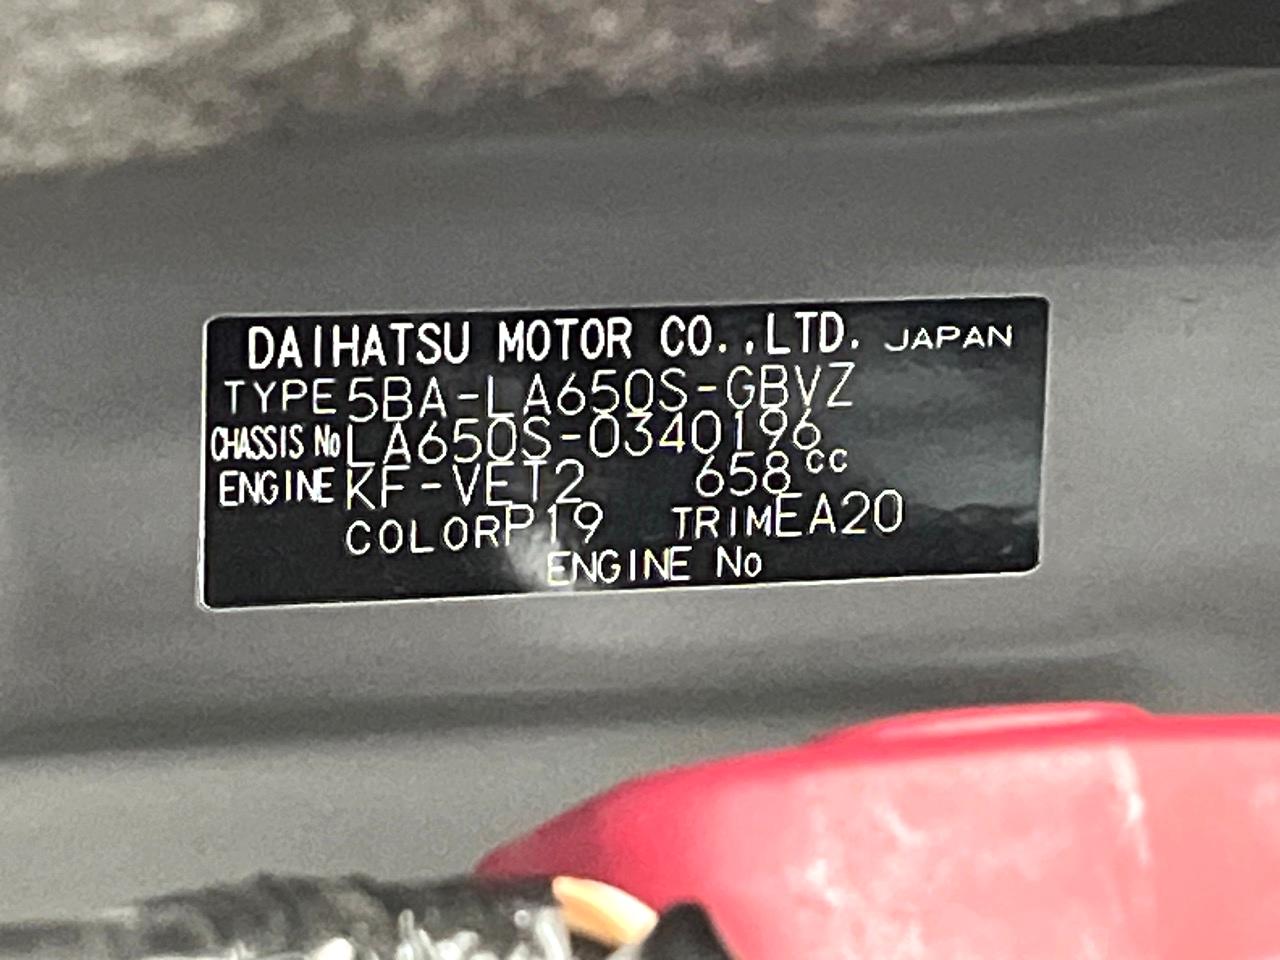 DAIHATSU MOTOR CO.,LTD. JAPAN
TYPE 5BA-LA650S-GBVZ
CHASSIS No LA650S-0340196
ENGINE KF-VET2 658cc
COLOR P19 TRIM EA20
ENGINE No